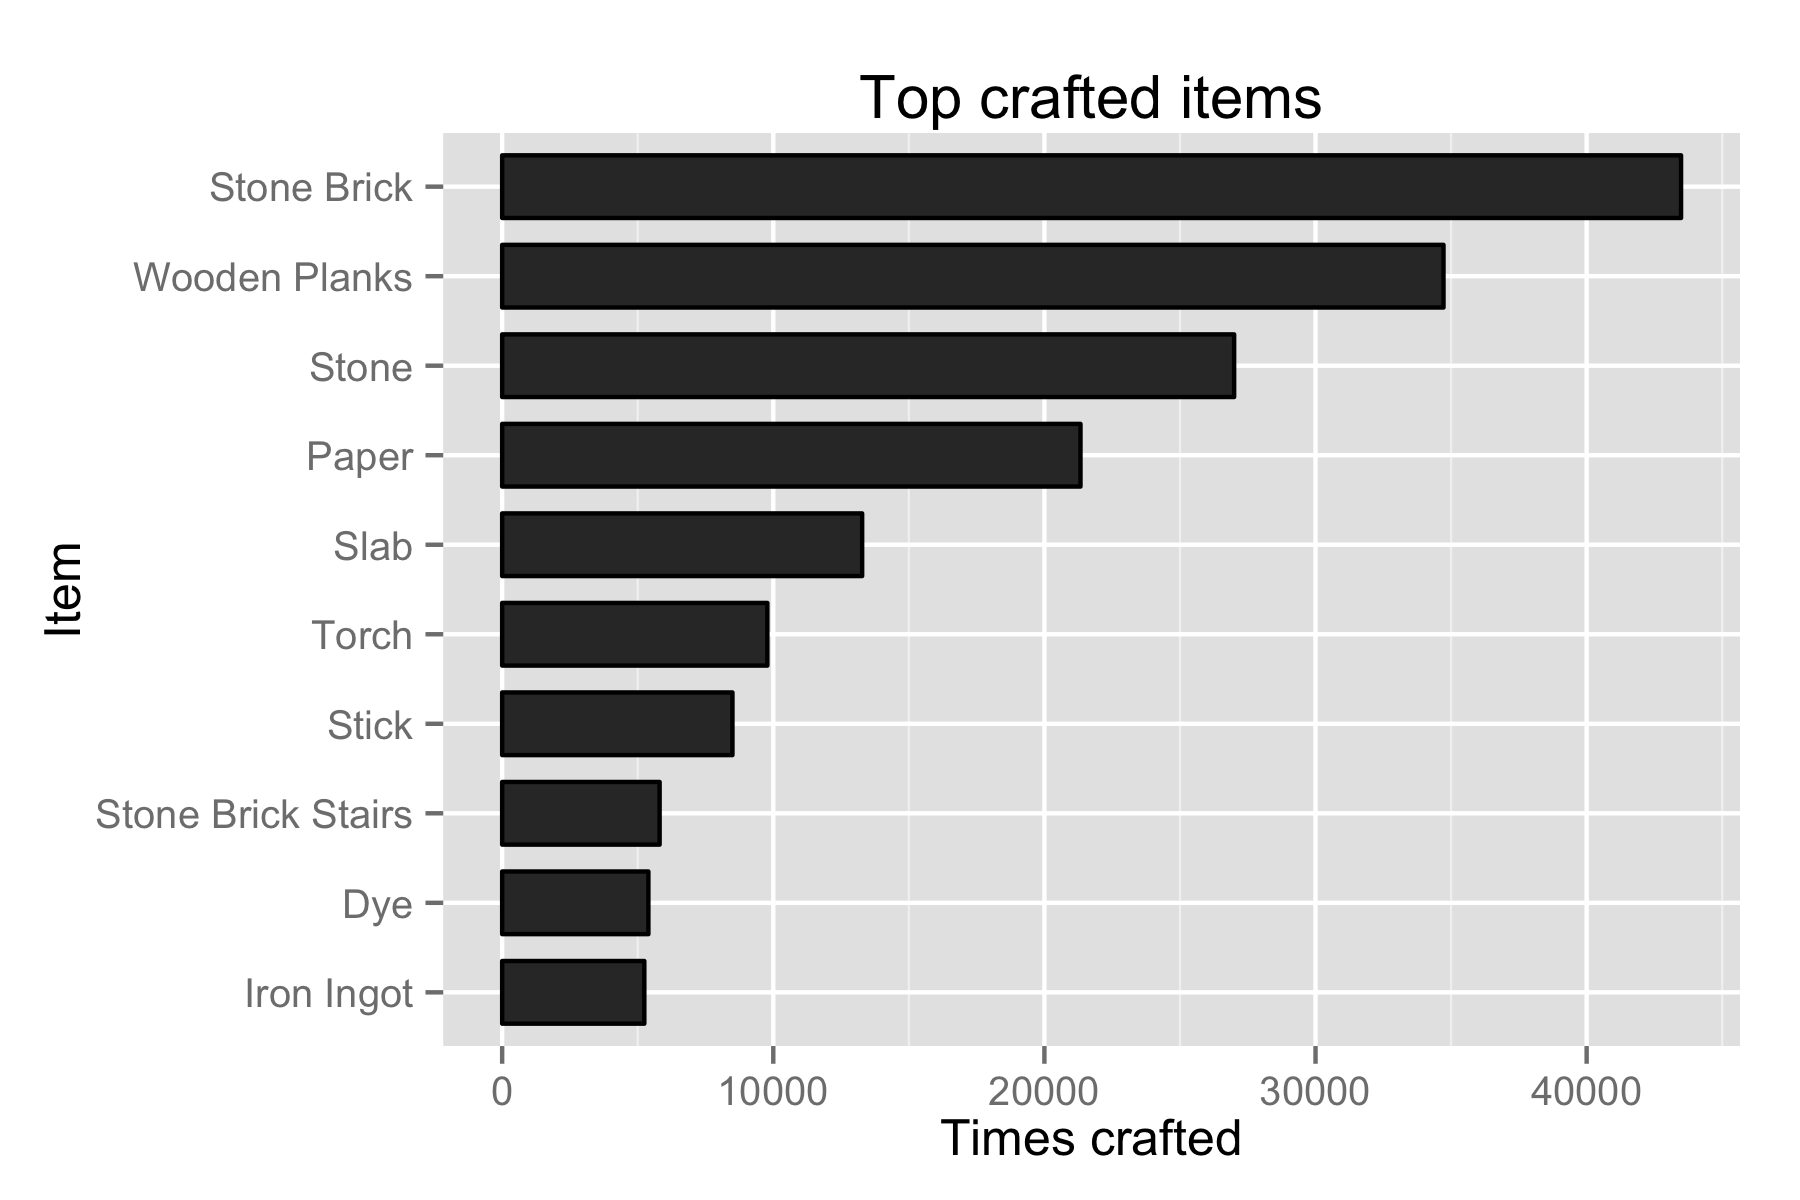 Top crafted items
Stone Brick
Wooden Planks
Stone
Paper
Slab
Torch
Stick
Stone Brick Stairs
Dye
Iron Ingot
Item
0 10000 20000 30000 40000
Times crafted